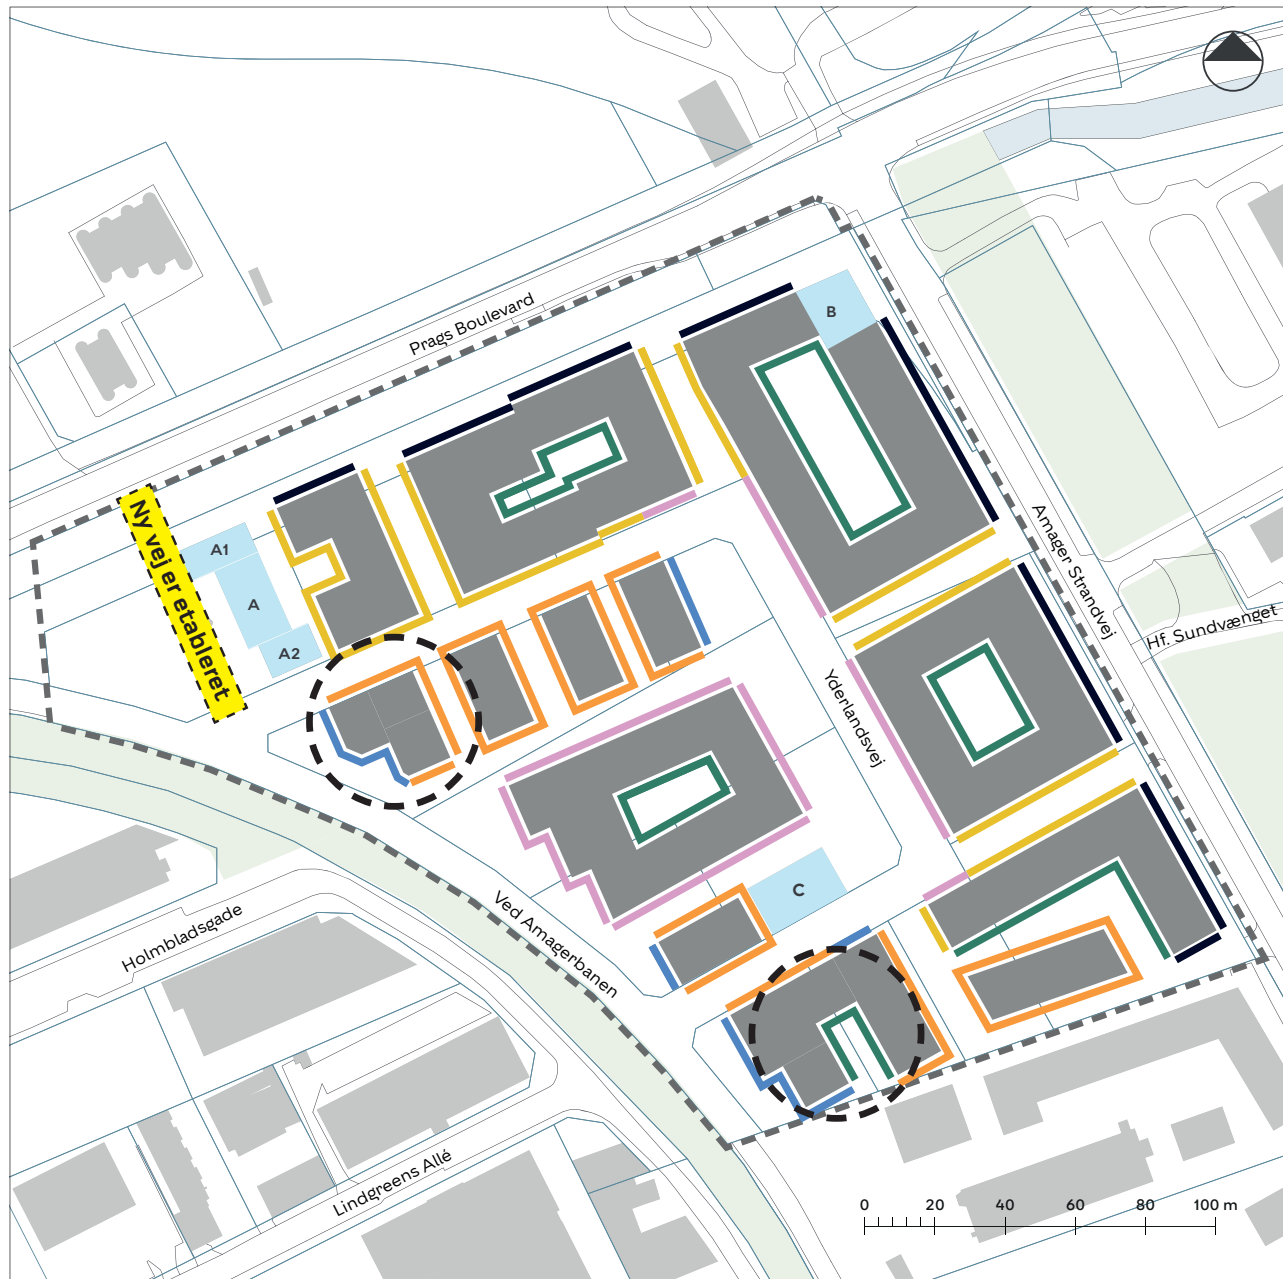 Prags Boulevard
B
Ny vej er etableret
A1
A
A2
Amager Strandvej
Hf. Sundvænget
Yderlandsvej
C
Ved Amagerbanen
Holmbladsgade
Lindgreens Allé
0 20 40 60 80 100 m